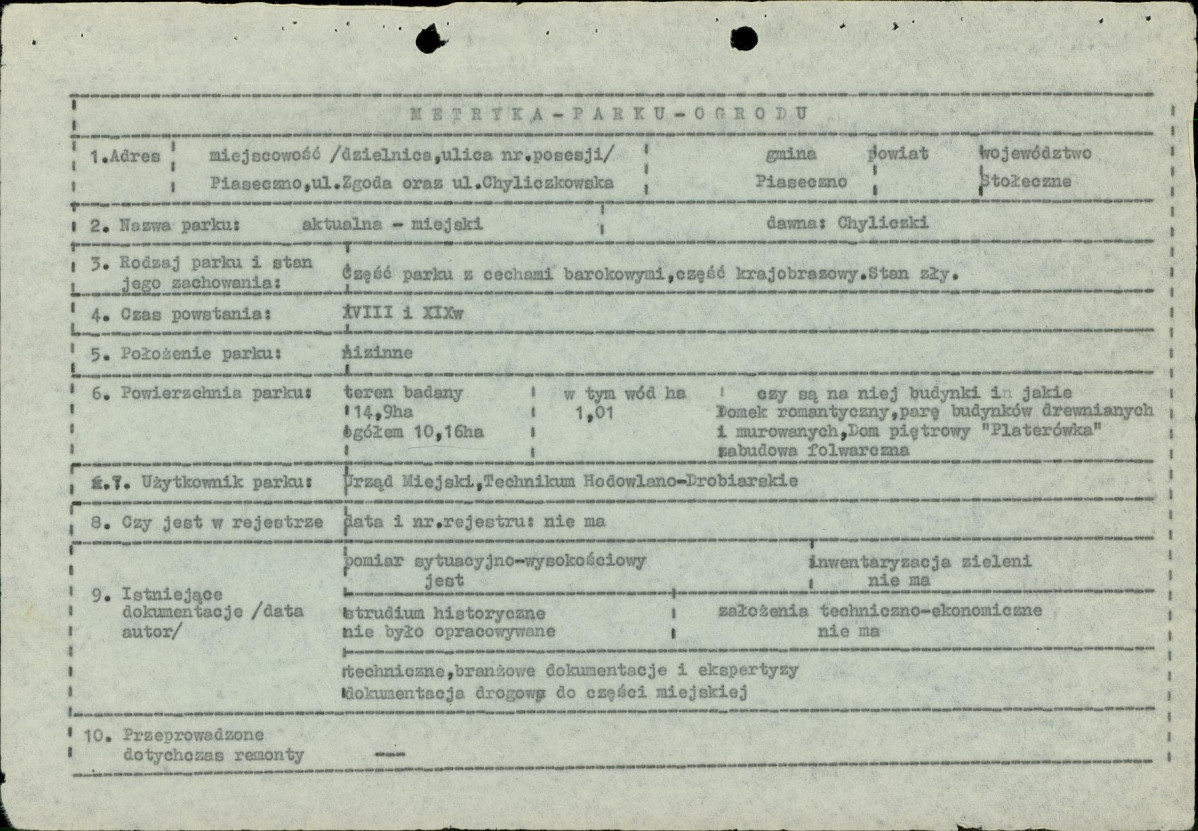 METRYKA-PARKU-OGRODU
1.Adres miejscowość /dzielnica,ulica nr.posesji/ gmina powiat województwo
Piaseczno,ul.Zgoda oraz ul.Chyliczkowska Piaseczno Stołeczne
2. Nazwa parku: aktualna - miejski dawna: Chyliczki
3. Rodzaj parku i stan
jego zachowania: Część parku z cechami barokowymi,część krajobrazowy.Stan zły.
4. Czas powstania: XVIII i XIXw
5. Położenie parku: nizinne
6. Powierzchnia parku: teren badany w tym wód ha czy są na niej budynki in jakie
14,9ha 1,01 Domek romantyczny,parę budynków drewnianych
ogółem 10,16ha i murowanych,Dom piętrowy "Platerówka"
zabudowa folwarczna
7. Użytkownik parku: Urząd Miejski,Technikum Hodowlano-Drobiarskie
8. Czy jest w rejestrze data i nr.rejestru: nie ma
pomiar sytuacyjno-wysokościowy inwentaryzacja zieleni
jest nie ma
9. Istniejące
dokumentacje /data
autor/
strudium historyczne założenia techniczno-ekonomiczne
nie było opracowywane nie ma
techniczne,branżowe dokumentacje i ekspertyzy
dokumentacja drogowa do części miejskiej
10. Przeprowadzone
dotychczas remonty ---